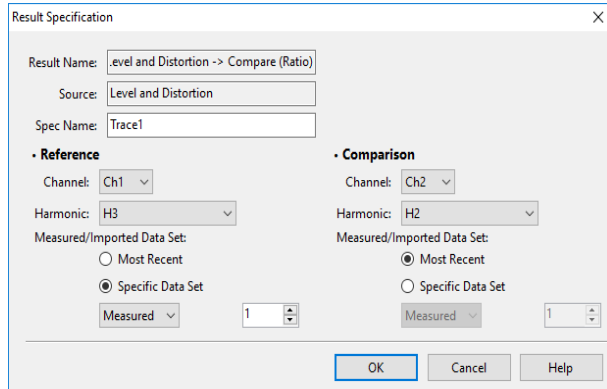 Result Specification
Result Name: .evel and Distortion -> Compare (Ratio)
Source: Level and Distortion
Spec Name: Trace1
• Reference
Channel: Ch1
Harmonic: H3
Measured/Imported Data Set:
Most Recent
Specific Data Set
Measured 1
• Comparison
Channel: Ch2
Harmonic: H2
Measured/Imported Data Set:
Most Recent
Specific Data Set
Measured 1
OK Cancel Help